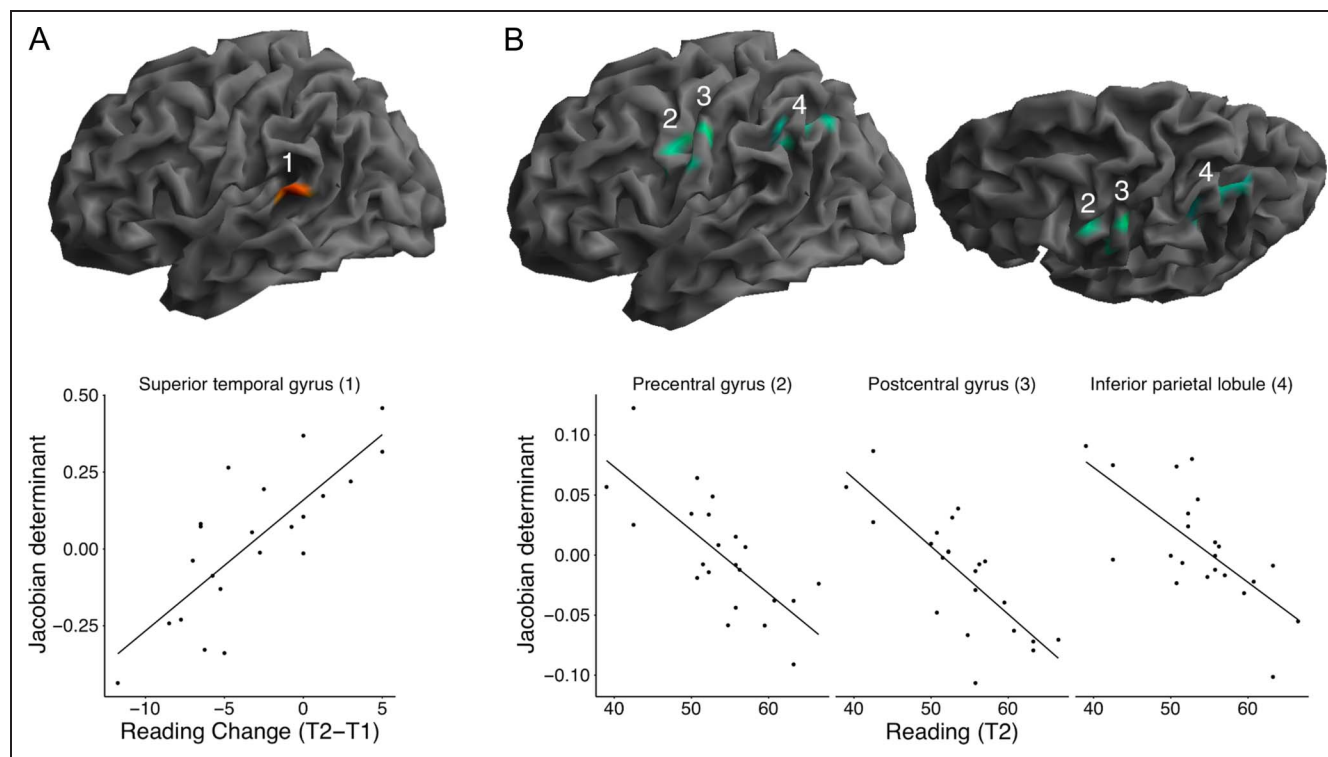 A
B
1
2
3
4
2
3
4
Superior temporal gyrus (1)
Precentral gyrus (2)
Postcentral gyrus (3)
Inferior parietal lobule (4)
Jacobian determinant
0.50
0.25
0.00
−0.25
−10
−5
0
5
Reading Change (T2−T1)
Jacobian determinant
0.10
0.05
0.00
−0.05
−0.10
40
50
60
40
50
60
40
50
60
Reading (T2)